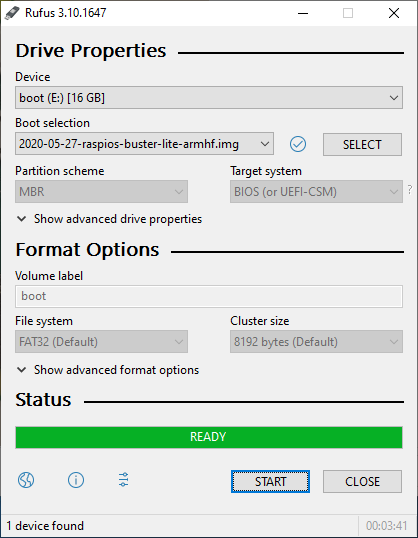 Rufus 3.10.1647
Drive Properties
Device
boot (E:) [16 GB]
Boot selection
2020-05-27-raspios-buster-lite-armhf.img
SELECT
Partition scheme Target system
MBR BIOS (or UEFI-CSM) ?
Show advanced drive properties
Format Options
Volume label
boot
File system Cluster size
FAT32 (Default) 8192 bytes (Default)
Show advanced format options
Status
READY
START CLOSE
1 device found 00:03:41